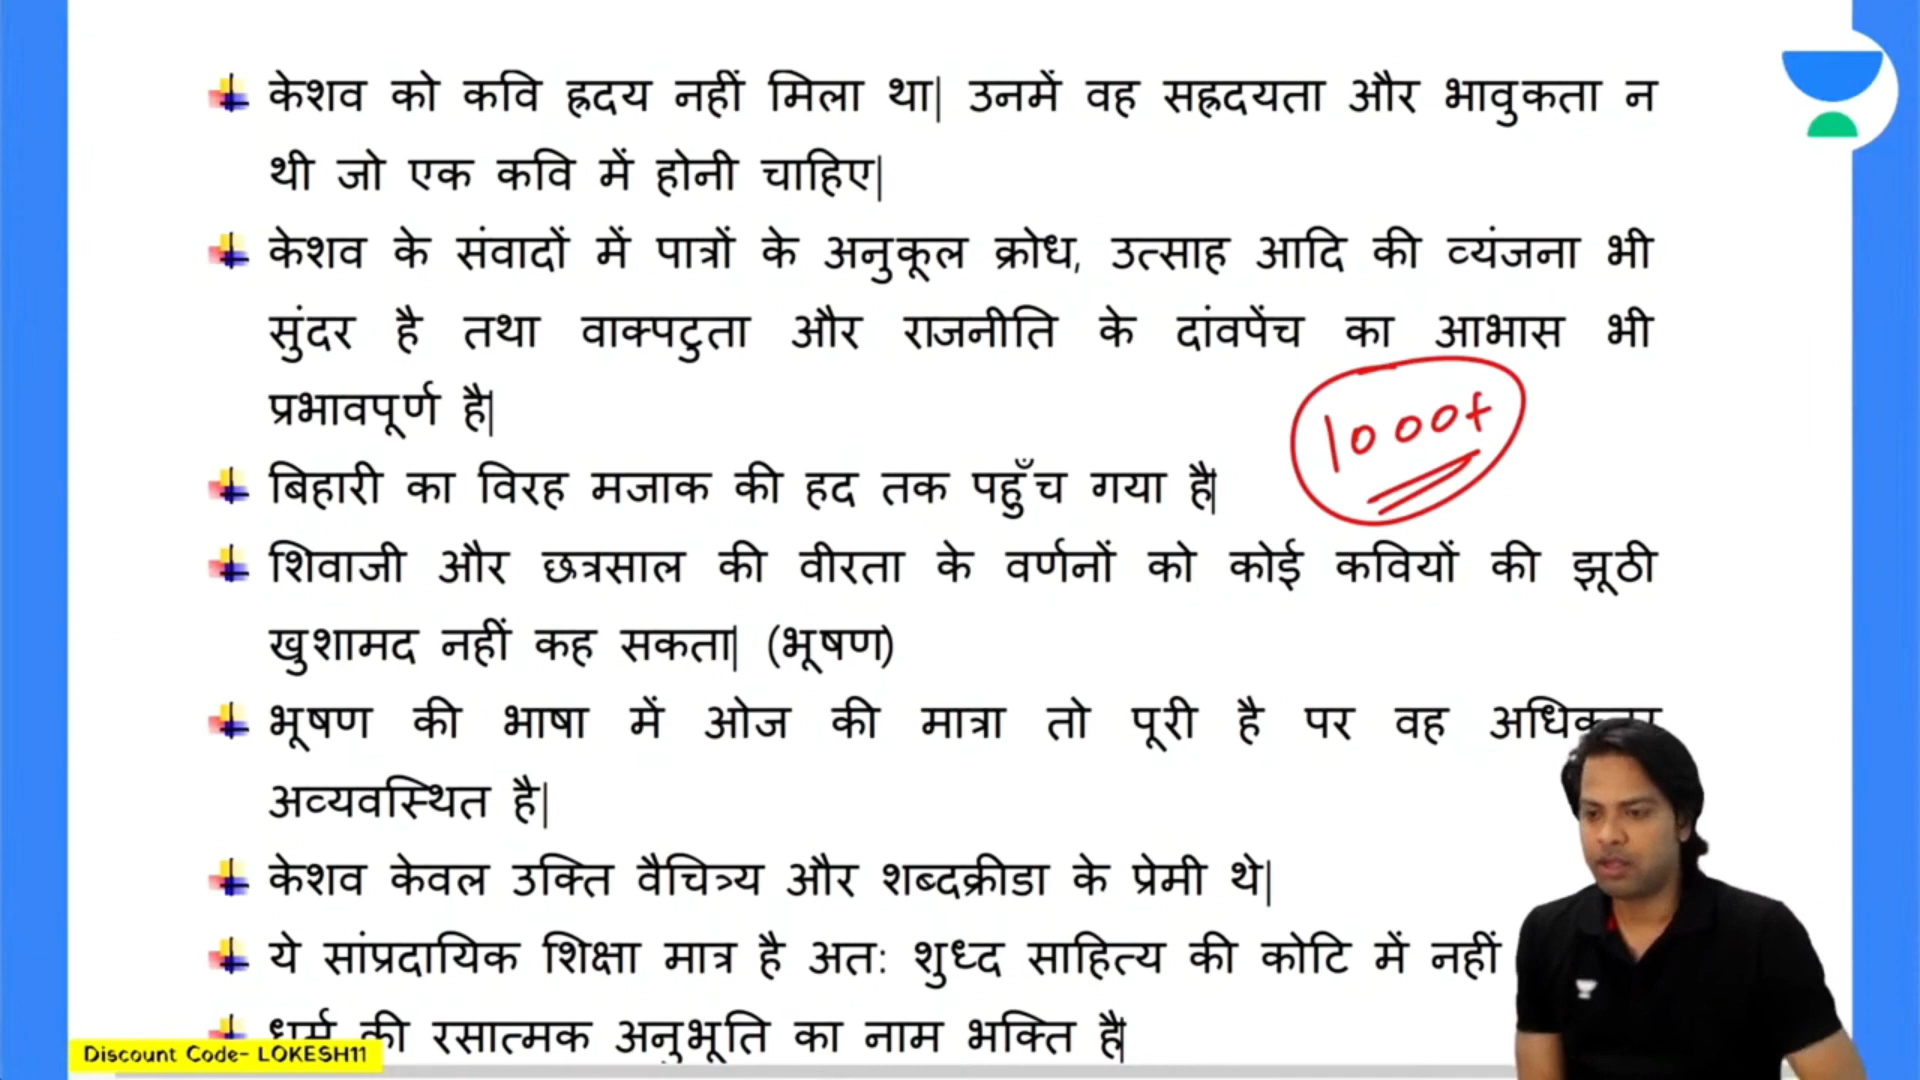 केशव को कवि ह्रदय नहीं मिला था| उनमें वह सह्रदयता और भावुकता न
थी जो एक कवि में होनी चाहिए|
केशव के संवादों में पात्रों के अनुकूल क्रोध, उत्साह आदि की व्यंजना भी
सुंदर है तथा वाक्पटुता और राजनीति के दांवपेंच का आभास भी
प्रभावपूर्ण है|
1000+
बिहारी का विरह मजाक की हद तक पहुँच गया है|
शिवाजी और छत्रसाल की वीरता के वर्णनों को कोई कवियों की झूठी
खुशामद नहीं कह सकता| (भूषण)
भूषण की भाषा में ओज की मात्रा तो पूरी है पर वह
अव्यवस्थित है|
केशव केवल उक्ति वैचित्र्य और शब्दक्रीडा के प्रेमी थे|
ये सांप्रदायिक शिक्षा मात्र है अत: शुध्द साहित्य की कोटि में नहीं
धर्म की रसात्मक अनुभूति का नाम भक्ति है|
Discount Code- LOKESH11